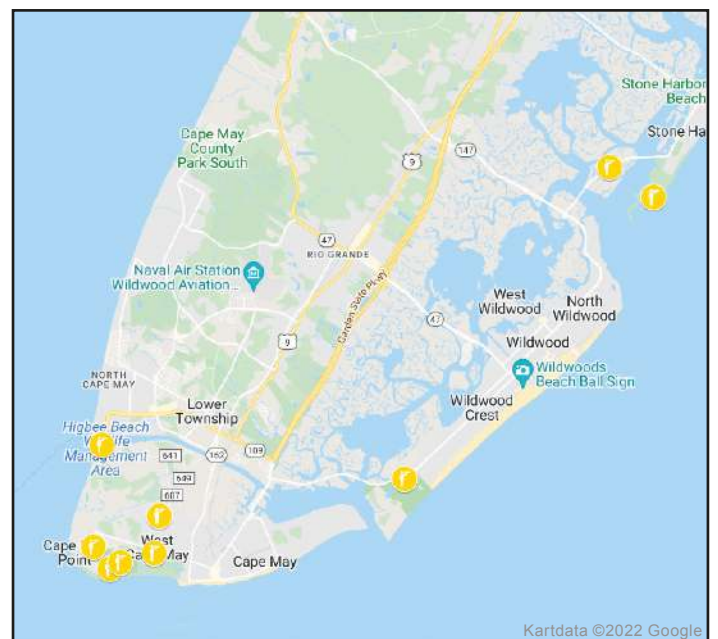 Stone Harbor
Beach
Stone Ha
Cape May
County
Park South
9
147
47
RIO GRANDE
Naval Air Station
Wildwood Aviation...
Garden State Pkwy
West
Wildwood
North
Wildwood
47
Wildwood
9
Wildwoods
Beach Ball Sign
NORTH
CAPE MAY
Wildwood
Crest
Lower
Township
Higbee Beach
Wildlife
Management
Area
109
162
641
649
607
Cape
Point
West
Cape May
Cape May
Kartdata ©2022 Google